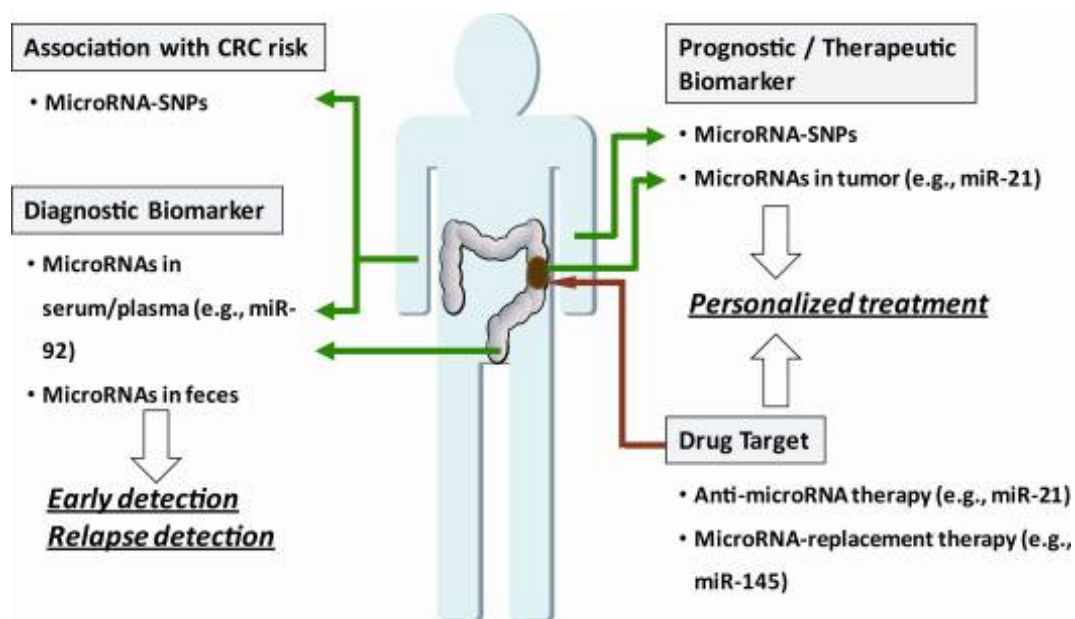 Association with CRC risk
• MicroRNA-SNPs
Diagnostic Biomarker
• MicroRNAs in
serum/plasma (e.g., miR-
92)
• MicroRNAs in feces
Early detection
Relapse detection
Prognostic / Therapeutic
Biomarker
• MicroRNA-SNPs
• MicroRNAs in tumor (e.g., miR-21)
Personalized treatment
Drug Target
• Anti-microRNA therapy (e.g., miR-21)
• MicroRNA-replacement therapy (e.g.,
miR-145)